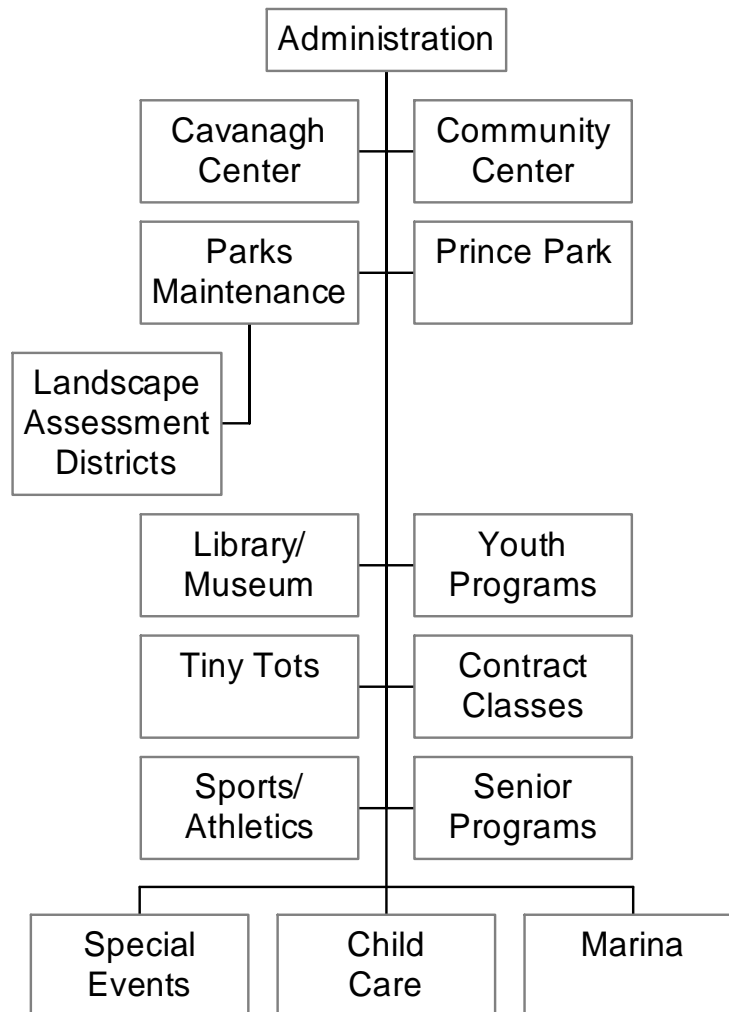 Administration
Cavanagh
Center
Community
Center
Parks
Maintenance
Prince Park
Landscape
Assessment
Districts
Library/
Museum
Youth
Programs
Tiny Tots
Contract
Classes
Sports/
Athletics
Senior
Programs
Special
Events
Child
Care
Marina